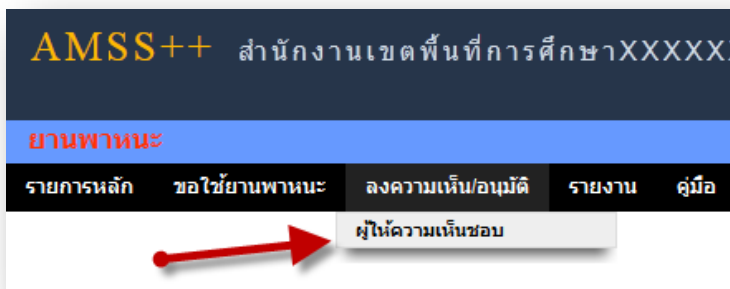 AMSS++ สำนักงานเขตพื้นที่การศึกษาXXXXXX
ยานพาหนะ
รายการหลัก ขอใช้ยานพาหนะ ลงความเห็น/อนุมัติ รายงาน คู่มือ
ผู้ให้ความเห็นชอบ